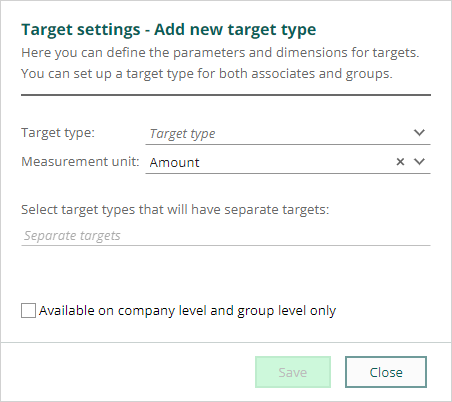 Target settings - Add new target type
Here you can define the parameters and dimensions for targets.
You can set up a target type for both associates and groups.
Target type: Target type
Measurement unit: Amount
Select target types that will have separate targets:
Separate targets
Available on company level and group level only
Save Close